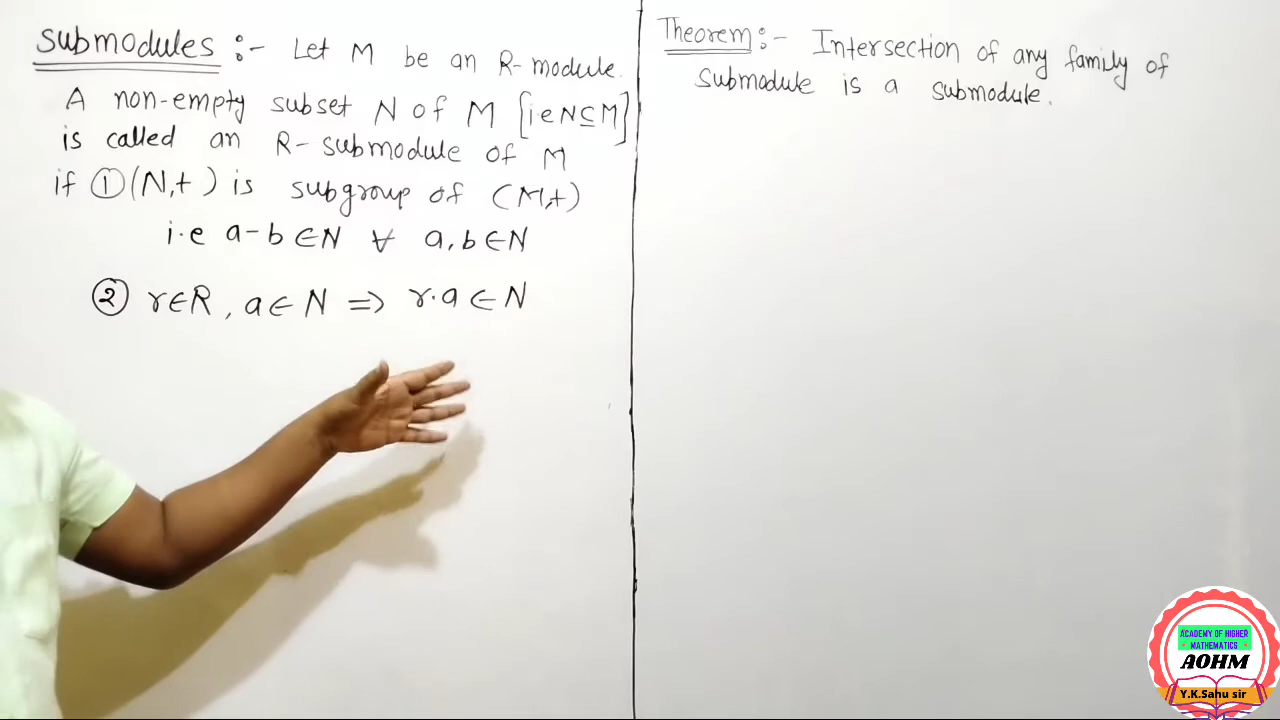 Submodules :- Let M be an R-module.
A non-empty subset N of M [i.e N⊆M]
is called an R-submodule of M
if ①(N,+) is subgroup of (M,+)
i.e a-b∈N ∀ a,b∈N
② r∈R, a∈N ⇒ r.a∈N
Theorem:- Intersection of any family of
submodule is a submodule.
ACADEMY OF HIGHER
MATHEMATICS
AOHM
Y.K.Sahu sir